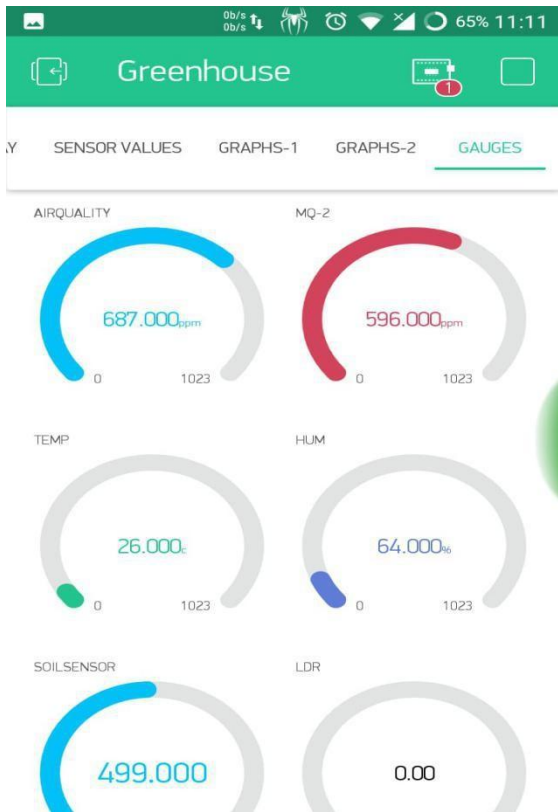 0b/s
0b/s
65% 11:11
Greenhouse
1
AY SENSOR VALUES GRAPHS-1 GRAPHS-2 GAUGES
AIRQUALITY MQ-2
687.000ppm 596.000ppm
0 1023 0 1023
TEMP HUM
26.000c 64.000%
0 1023 0 1023
SOILSENSOR LDR
499.000 0.00